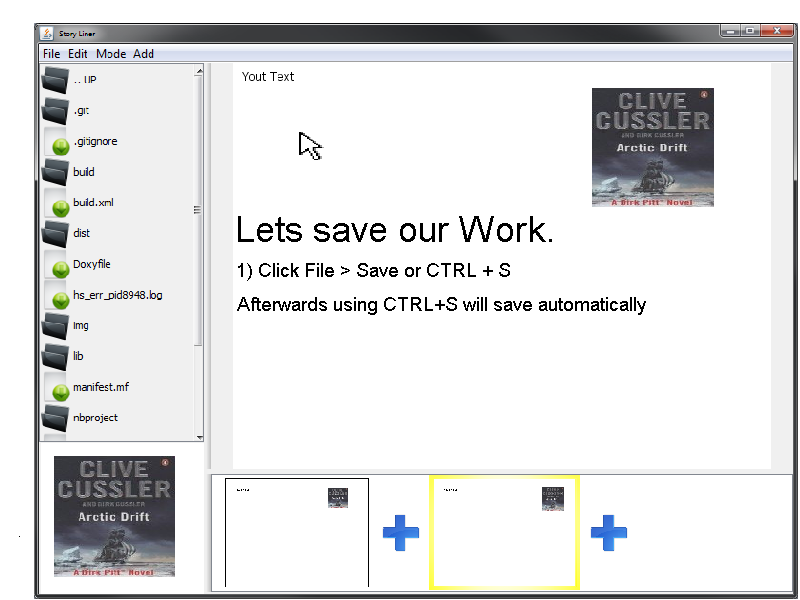 Story Liner
File Edit Mode Add
.. UP
.git
.gitignore
build
build.xml
dist
Doxyfile
hs_err_pid8948.log
img
lib
manifest.mf
nbproject
Yout Text
CLIVE
CUSSLER
AND DIRK CUSSLER
Arctic Drift
A Dirk Pitt® Novel
Lets save our Work.
1) Click File > Save or CTRL + S
Afterwards using CTRL+S will save automatically
CLIVE
CUSSLER
AND DIRK CUSSLER
Arctic Drift
A Dirk Pitt® Novel